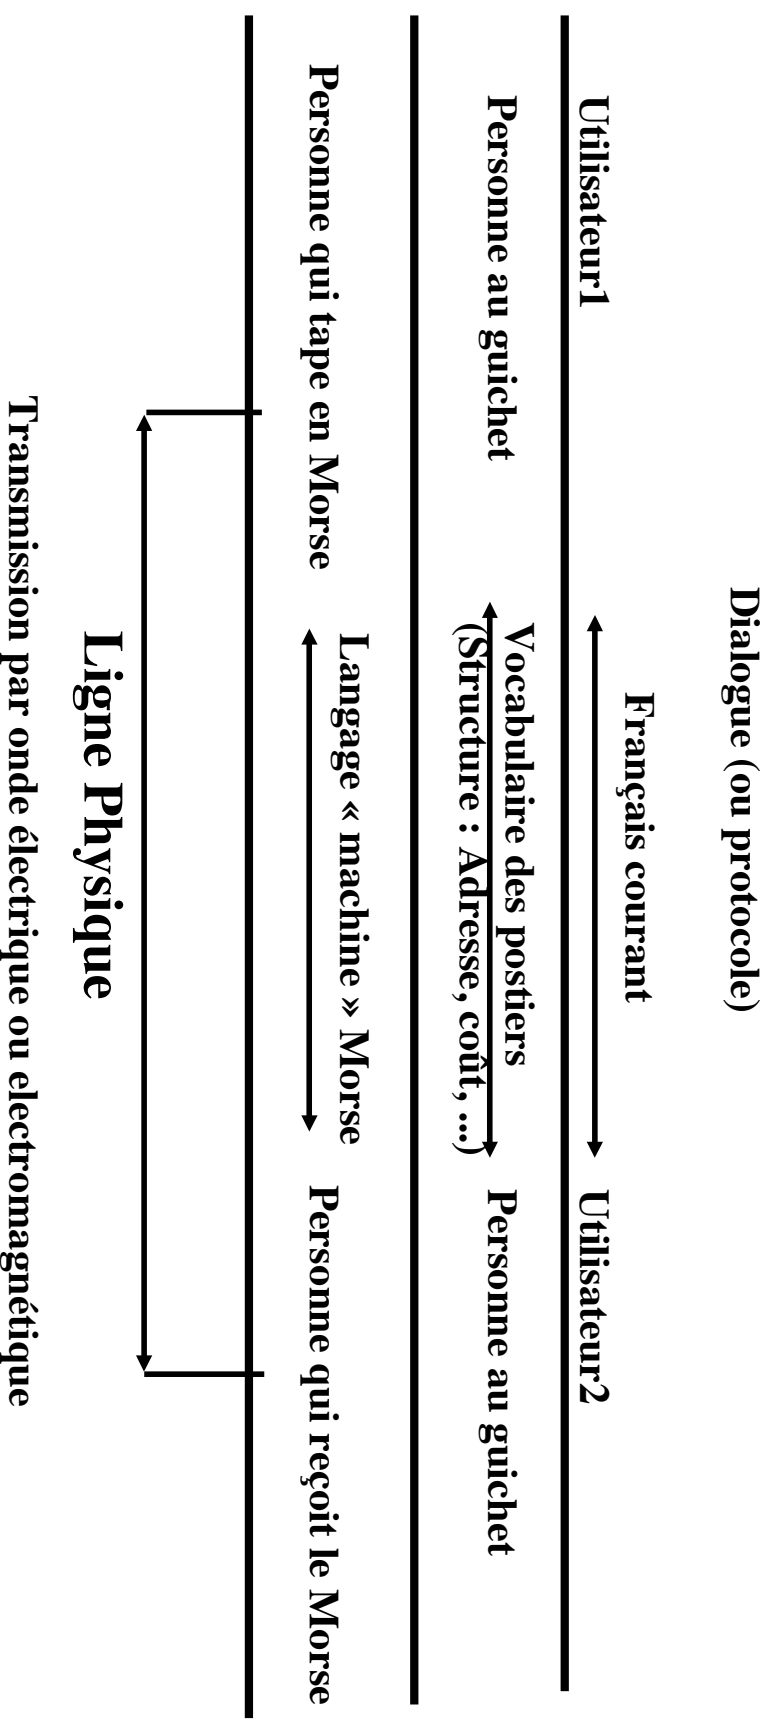 Dialogue (ou protocole)
Français courant
Utilisateur1
Utilisateur2
Vocabulaire des postiers
Personne au guichet
Personne au guichet
(Structure : Adresse, coût, ...)
Langage « machine » Morse
Personne qui tape en Morse
Personne qui reçoit le Morse
Ligne Physique
Transmission par onde électrique ou electromagnétique